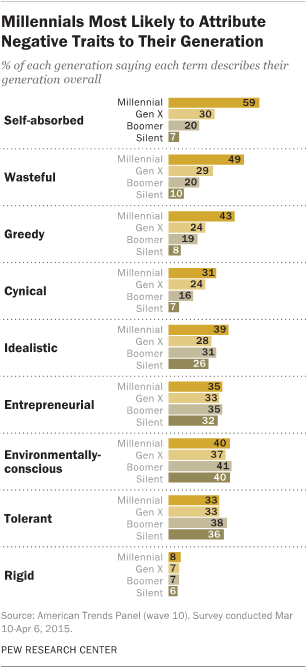 Millennials Most Likely to Attribute
Negative Traits to Their Generation
% of each generation saying each term describes their
generation overall
Self-absorbed
Millennial 59
Gen X 30
Boomer 20
Silent 7
Wasteful
Millennial 49
Gen X 29
Boomer 20
Silent 10
Greedy
Millennial 43
Gen X 24
Boomer 19
Silent 8
Cynical
Millennial 31
Gen X 24
Boomer 16
Silent 7
Idealistic
Millennial 39
Gen X 28
Boomer 31
Silent 26
Entrepreneurial
Millennial 35
Gen X 33
Boomer 35
Silent 32
Environmentally-
conscious
Millennial 40
Gen X 37
Boomer 41
Silent 40
Tolerant
Millennial 33
Gen X 33
Boomer 38
Silent 36
Rigid
Millennial 8
Gen X 7
Boomer 7
Silent 6
Source: American Trends Panel (wave 10). Survey conducted Mar
10-Apr 6, 2015.
PEW RESEARCH CENTER